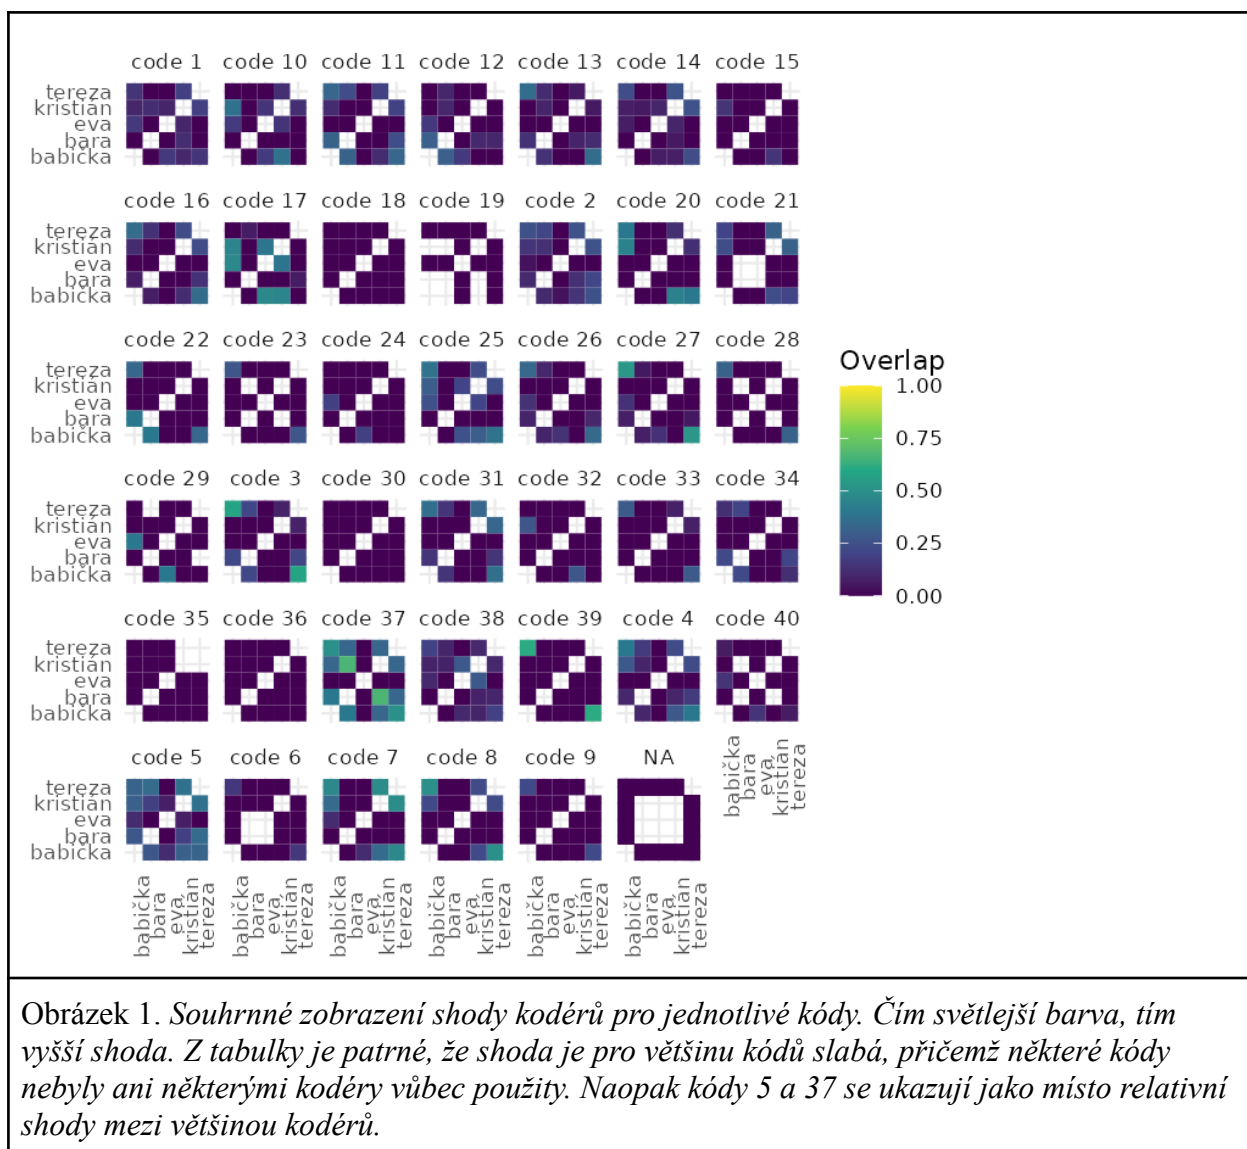 code 1 code 10 code 11 code 12 code 13 code 14 code 15
tereza
kristián
eva
bara
babička
code 16 code 17 code 18 code 19 code 2 code 20 code 21
tereza
kristián
eva
bara
babička
code 22 code 23 code 24 code 25 code 26 code 27 code 28
tereza
kristián
eva
bara
babička
Overlap
1.00
0.75
0.50
0.25
0.00
code 29 code 3 code 30 code 31 code 32 code 33 code 34
tereza
kristián
eva
bara
babička
code 35 code 36 code 37 code 38 code 39 code 4 code 40
tereza
kristián
eva
bara
babička
babička
bara
eva
kristián
tereza
code 5 code 6 code 7 code 8 code 9 NA
tereza
kristián
eva
bara
babička
babička
bara
eva
kristián
tereza
babička
bara
eva
kristián
tereza
babička
bara
eva
kristián
tereza
babička
bara
eva
kristián
tereza
babička
bara
eva
kristián
tereza
babička
bara
eva
kristián
tereza
Obrázek 1. Souhrnné zobrazení shody kodérů pro jednotlivé kódy. Čím světlejší barva, tím
vyšší shoda. Z tabulky je patrné, že shoda je pro většinu kódů slabá, přičemž některé kódy
nebyly ani některými kodéry vůbec použity. Naopak kódy 5 a 37 se ukazují jako místo relativní
shody mezi většinou kodérů.